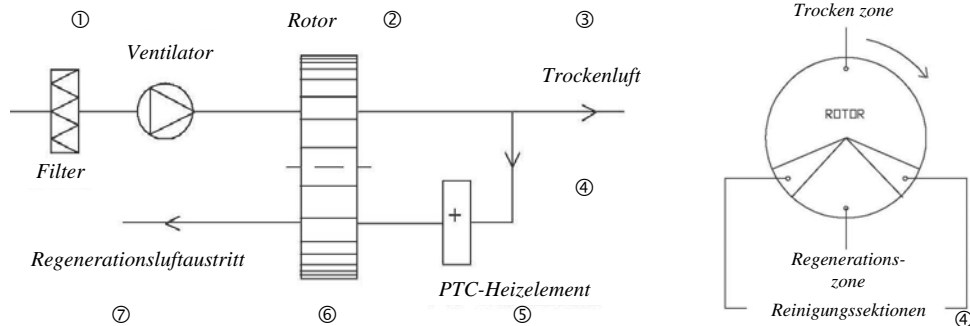 ① Rotor ② ③
Ventilator
Trockenluft
Filter
④
Regenerationsluftaustritt
PTC-Heizelement
⑦ ⑥ ⑤
Trocken zone
ROTOR
Regenerations-
zone
Reinigungssektionen
④